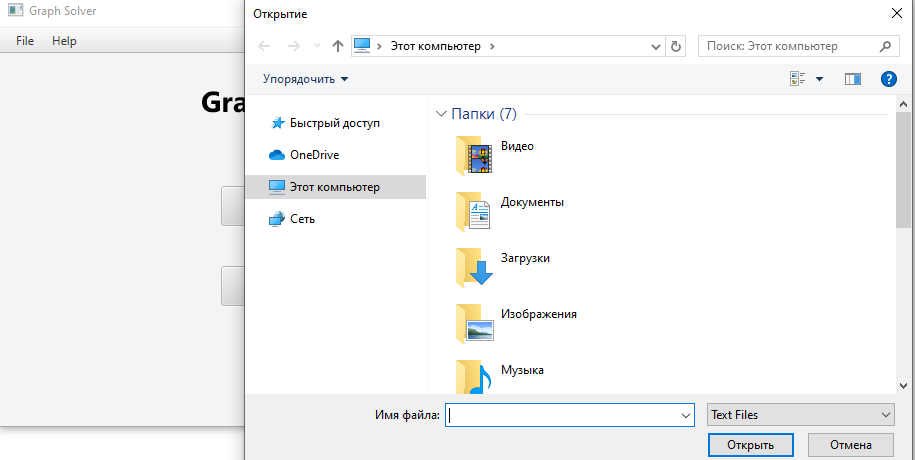 Graph Solver
File Help
Gra
Открытие
Этот компьютер
Поиск: Этот компьютер
Упорядочить
?
Быстрый доступ
OneDrive
Этот компьютер
Сеть
Папки (7)
Видео
Документы
Загрузки
Изображения
Музыка
Имя файла:
Text Files
Открыть
Отмена